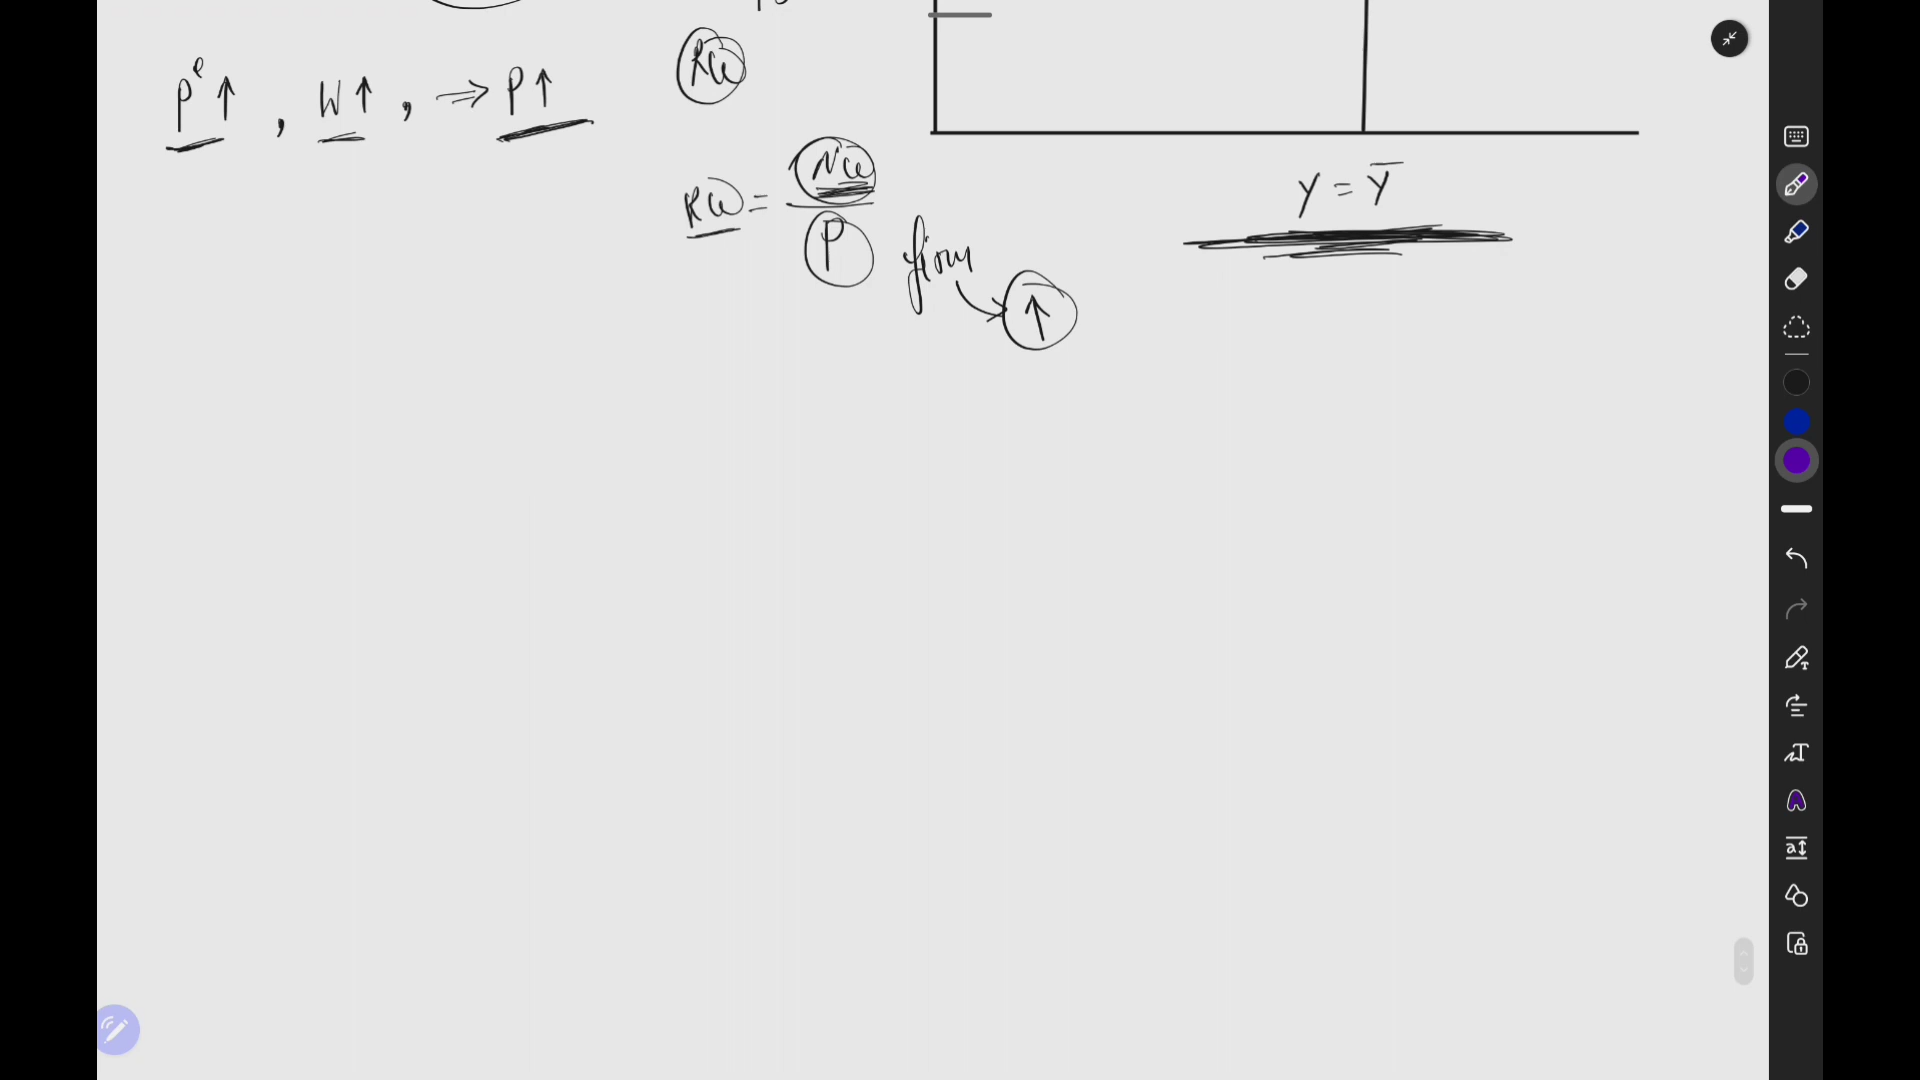 Pᵉ ↑ , W ↑ , ⇒ P ↑
RW
RW = NW / P
firm
↑
Y = Y̅